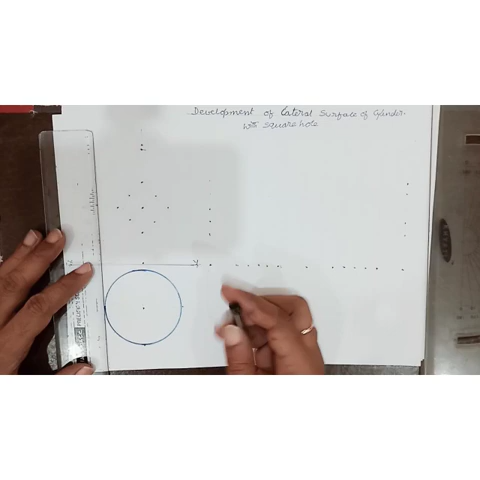 Development of Lateral Surface of Cylinder
with square hole